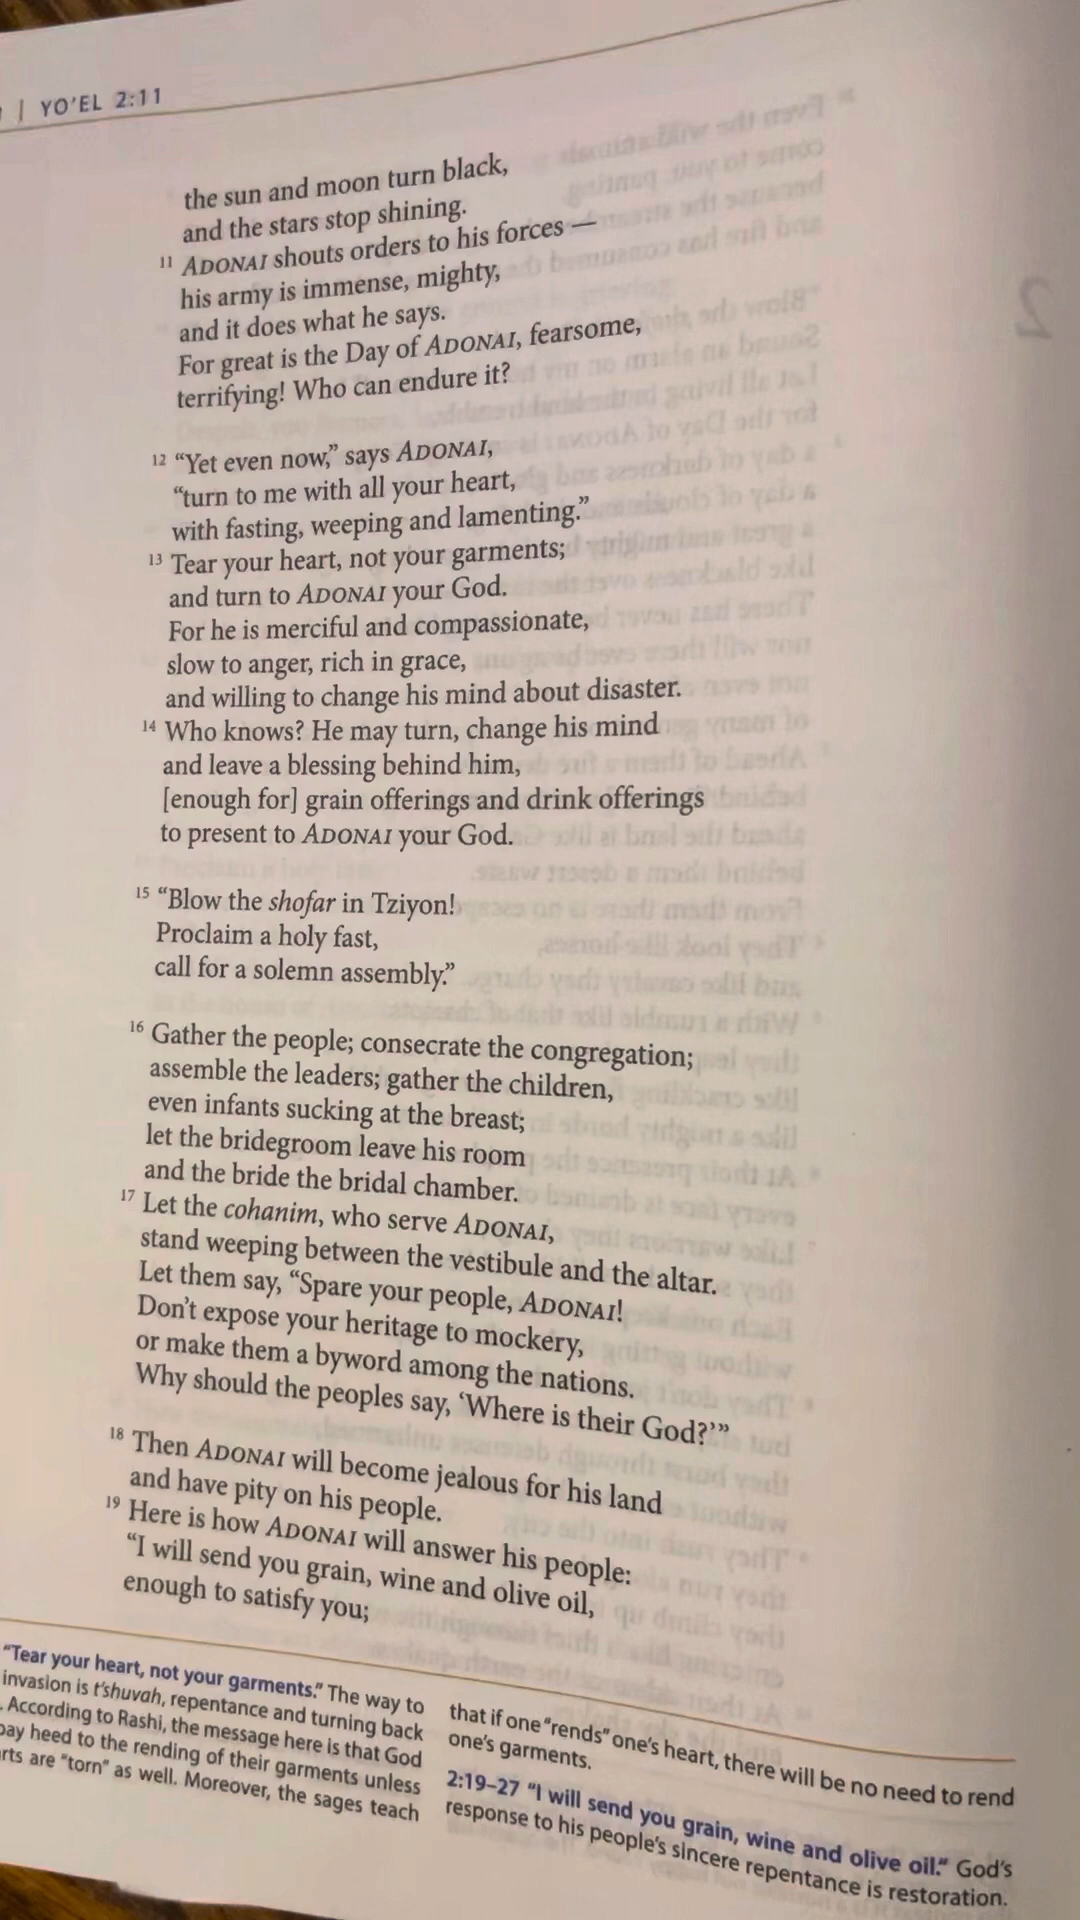 | YO'EL 2:11
the sun and moon turn black,
and the stars stop shining.
11 ADONAI shouts orders to his forces —
his army is immense, mighty,
and it does what he says.
For great is the Day of ADONAI, fearsome,
terrifying! Who can endure it?
12 “Yet even now,” says ADONAI,
“turn to me with all your heart,
with fasting, weeping and lamenting.”
13 Tear your heart, not your garments;
and turn to ADONAI your God.
For he is merciful and compassionate,
slow to anger, rich in grace,
and willing to change his mind about disaster.
14 Who knows? He may turn, change his mind
and leave a blessing behind him,
[enough for] grain offerings and drink offerings
to present to ADONAI your God.
15 “Blow the shofar in Tziyon!
Proclaim a holy fast,
call for a solemn assembly.”
16 Gather the people; consecrate the congregation;
assemble the leaders; gather the children,
even infants sucking at the breast;
let the bridegroom leave his room
and the bride the bridal chamber.
17 Let the cohanim, who serve ADONAI,
stand weeping between the vestibule and the altar.
Let them say, “Spare your people, ADONAI!
Don’t expose your heritage to mockery,
or make them a byword among the nations.
Why should the peoples say, ‘Where is their God?’”
18 Then ADONAI will become jealous for his land
and have pity on his people.
19 Here is how ADONAI will answer his people:
“I will send you grain, wine and olive oil,
enough to satisfy you;
“Tear your heart, not your garments.” The way to
invasion is t’shuvah, repentance and turning back
. According to Rashi, the message here is that God
pay heed to the rending of their garments unless
rts are “torn” as well. Moreover, the sages teach
that if one “rends” one’s heart, there will be no need to rend
one’s garments.
2:19–27 “I will send you grain, wine and olive oil.” God’s
response to his people’s sincere repentance is restoration.